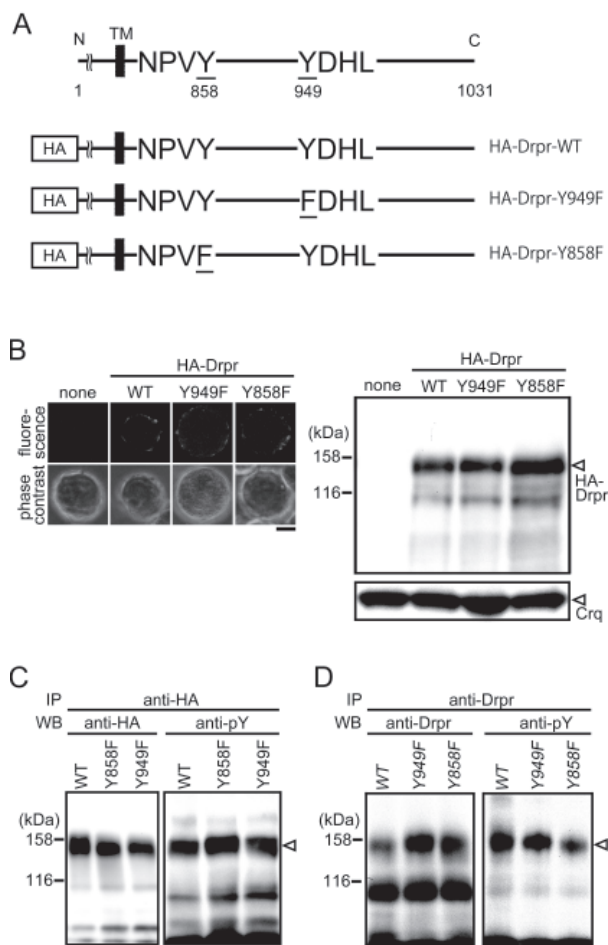 A
N TM C
NPVY YDHL
1 858 949 1031
HA NPVY YDHL HA-Drpr-WT
HA NPVY FDHL HA-Drpr-Y949F
HA NPVF YDHL HA-Drpr-Y858F
B
HA-Drpr
none WT Y949F Y858F
fluore-
scence
phase
contrast
HA-Drpr
none WT Y949F Y858F
(kDa)
158
116
HA-
Drpr
Crq
C
IP anti-HA
WB anti-HA anti-pY
WT Y858F Y949F WT Y858F Y949F
(kDa)
158
116
D
IP anti-Drpr
WB anti-Drpr anti-pY
WT Y949F Y858F WT Y949F Y858F
(kDa)
158
116